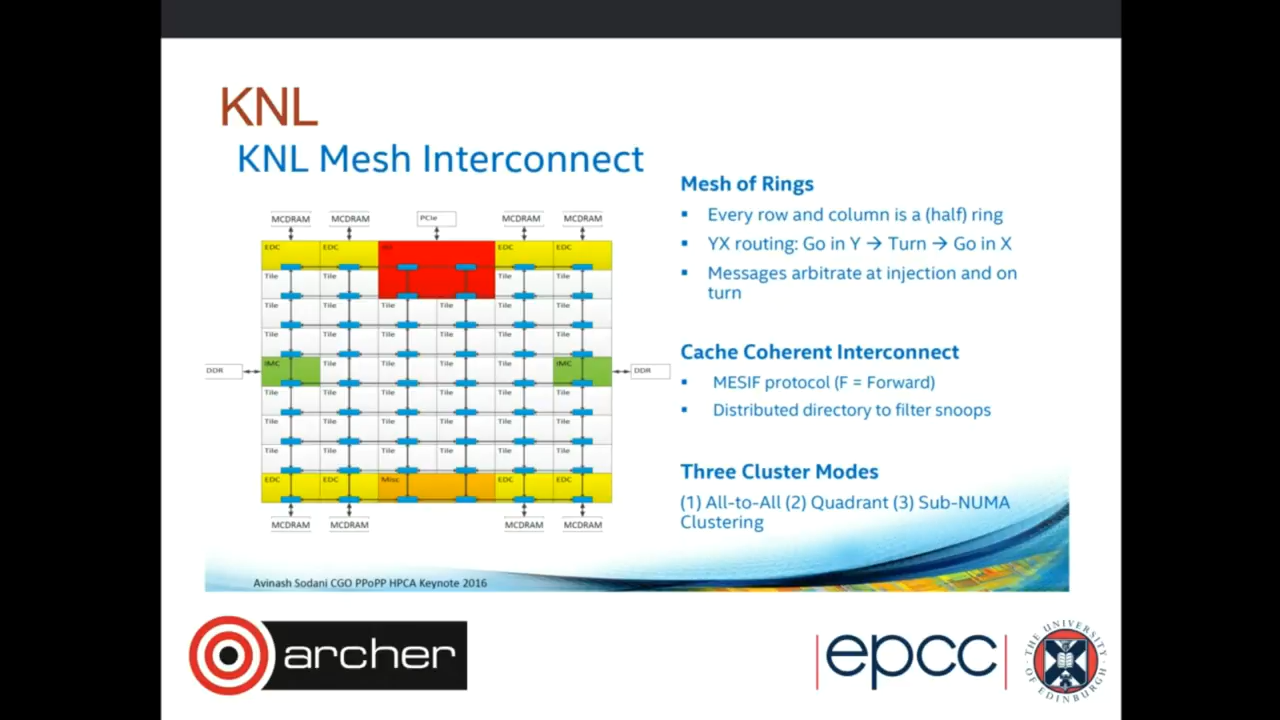 KNL
KNL Mesh Interconnect
MCDRAM MCDRAM PCIe MCDRAM MCDRAM
EDC EDC EDC EDC
Tile Tile Tile Tile
Tile Tile Tile Tile Tile Tile
Tile Tile Tile Tile Tile Tile
DDR IMC Tile Tile Tile Tile IMC DDR
Tile Tile Tile Tile Tile Tile
Tile Tile Tile Tile Tile Tile
Tile Tile Tile Tile Tile Tile
EDC EDC Misc EDC EDC
MCDRAM MCDRAM MCDRAM MCDRAM
Mesh of Rings
▪ Every row and column is a (half) ring
▪ YX routing: Go in Y → Turn → Go in X
▪ Messages arbitrate at injection and on
turn
Cache Coherent Interconnect
▪ MESIF protocol (F = Forward)
▪ Distributed directory to filter snoops
Three Cluster Modes
(1) All-to-All (2) Quadrant (3) Sub-NUMA
Clustering
Avinash Sodani CGO PPoPP HPCA Keynote 2016
archer
epcc
THE UNIVERSITY OF EDINBURGH